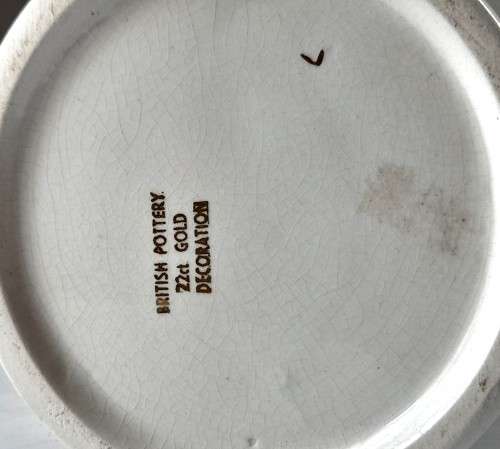 BRITISH POTTERY.
22ct GOLD
DECORATION
L